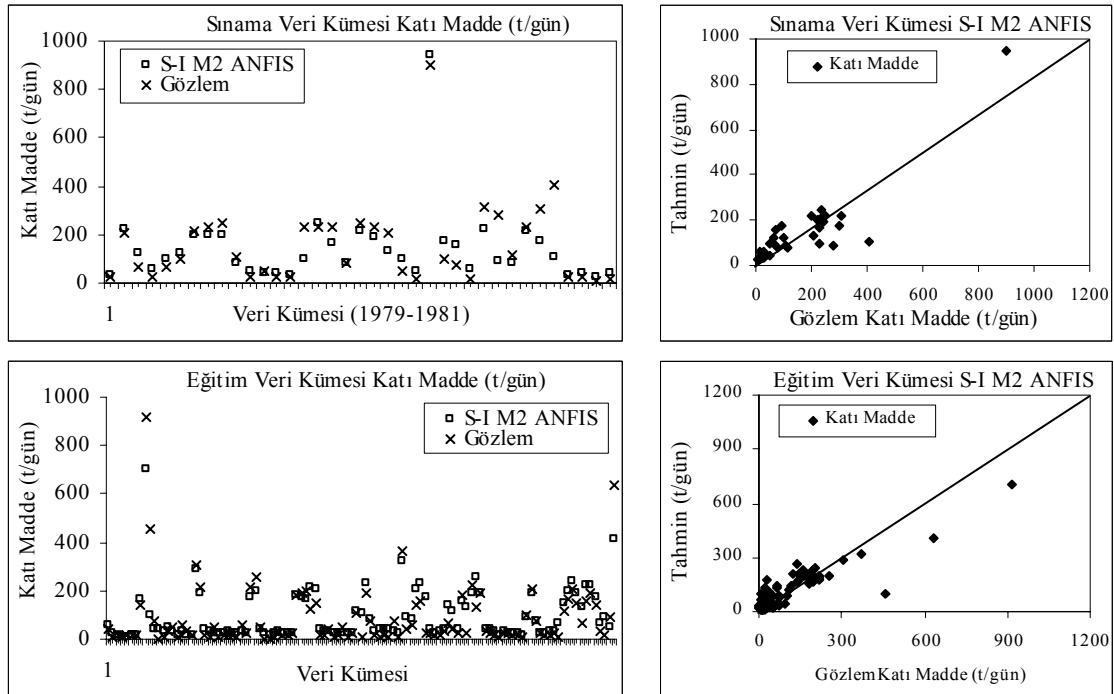 Sınama Veri Kümesi Katı Madde (t/gün)
1000
800
600
400
200
0
Katı Madde (t/gün)
S-I M2 ANFIS
Gözlem
1
Veri Kümesi (1979-1981)
Sınama Veri Kümesi S-I M2 ANFIS
1000
800
600
400
200
0
Tahmin (t/gün)
Katı Madde
0 200 400 600 800 1000 1200
Gözlem Katı Madde (t/gün)
Eğitim Veri Kümesi Katı Madde (t/gün)
1000
800
600
400
200
0
Katı Madde (t/gün)
S-I M2 ANFIS
Gözlem
1
Veri Kümesi
Eğitim Veri Kümesi S-I M2 ANFIS
1200
900
600
300
0
Tahmin (t/gün)
Katı Madde
0 300 600 900 1200
GözlemKatı Madde (t/gün)